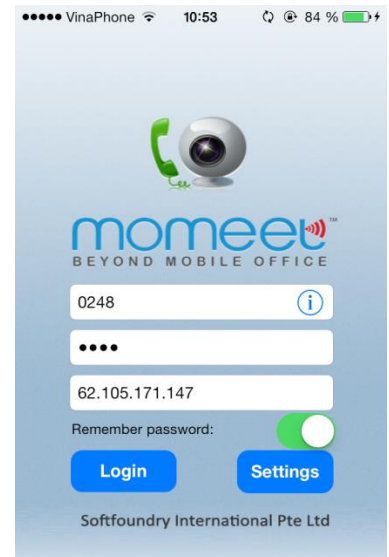 VinaPhone 10:53 84 %
momeet™
BEYOND MOBILE OFFICE
0248
••••
62.105.171.147
Remember password:
Login Settings
Softfoundry International Pte Ltd